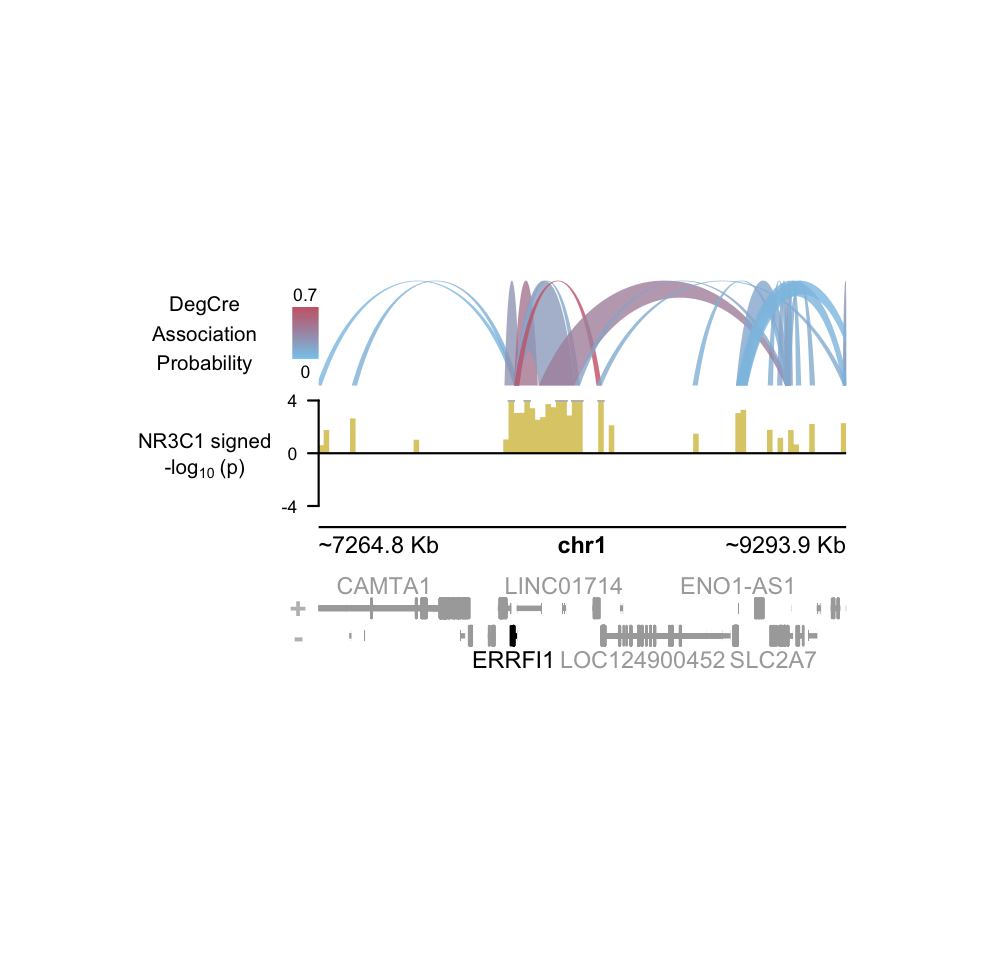 DegCre
Association
Probability
0.7
0
4
0
-4
NR3C1 signed
-log10 (p)
~7264.8 Kb chr1 ~9293.9 Kb
CAMTA1 LINC01714 ENO1-AS1
+
-
ERRFI1 LOC124900452 SLC2A7